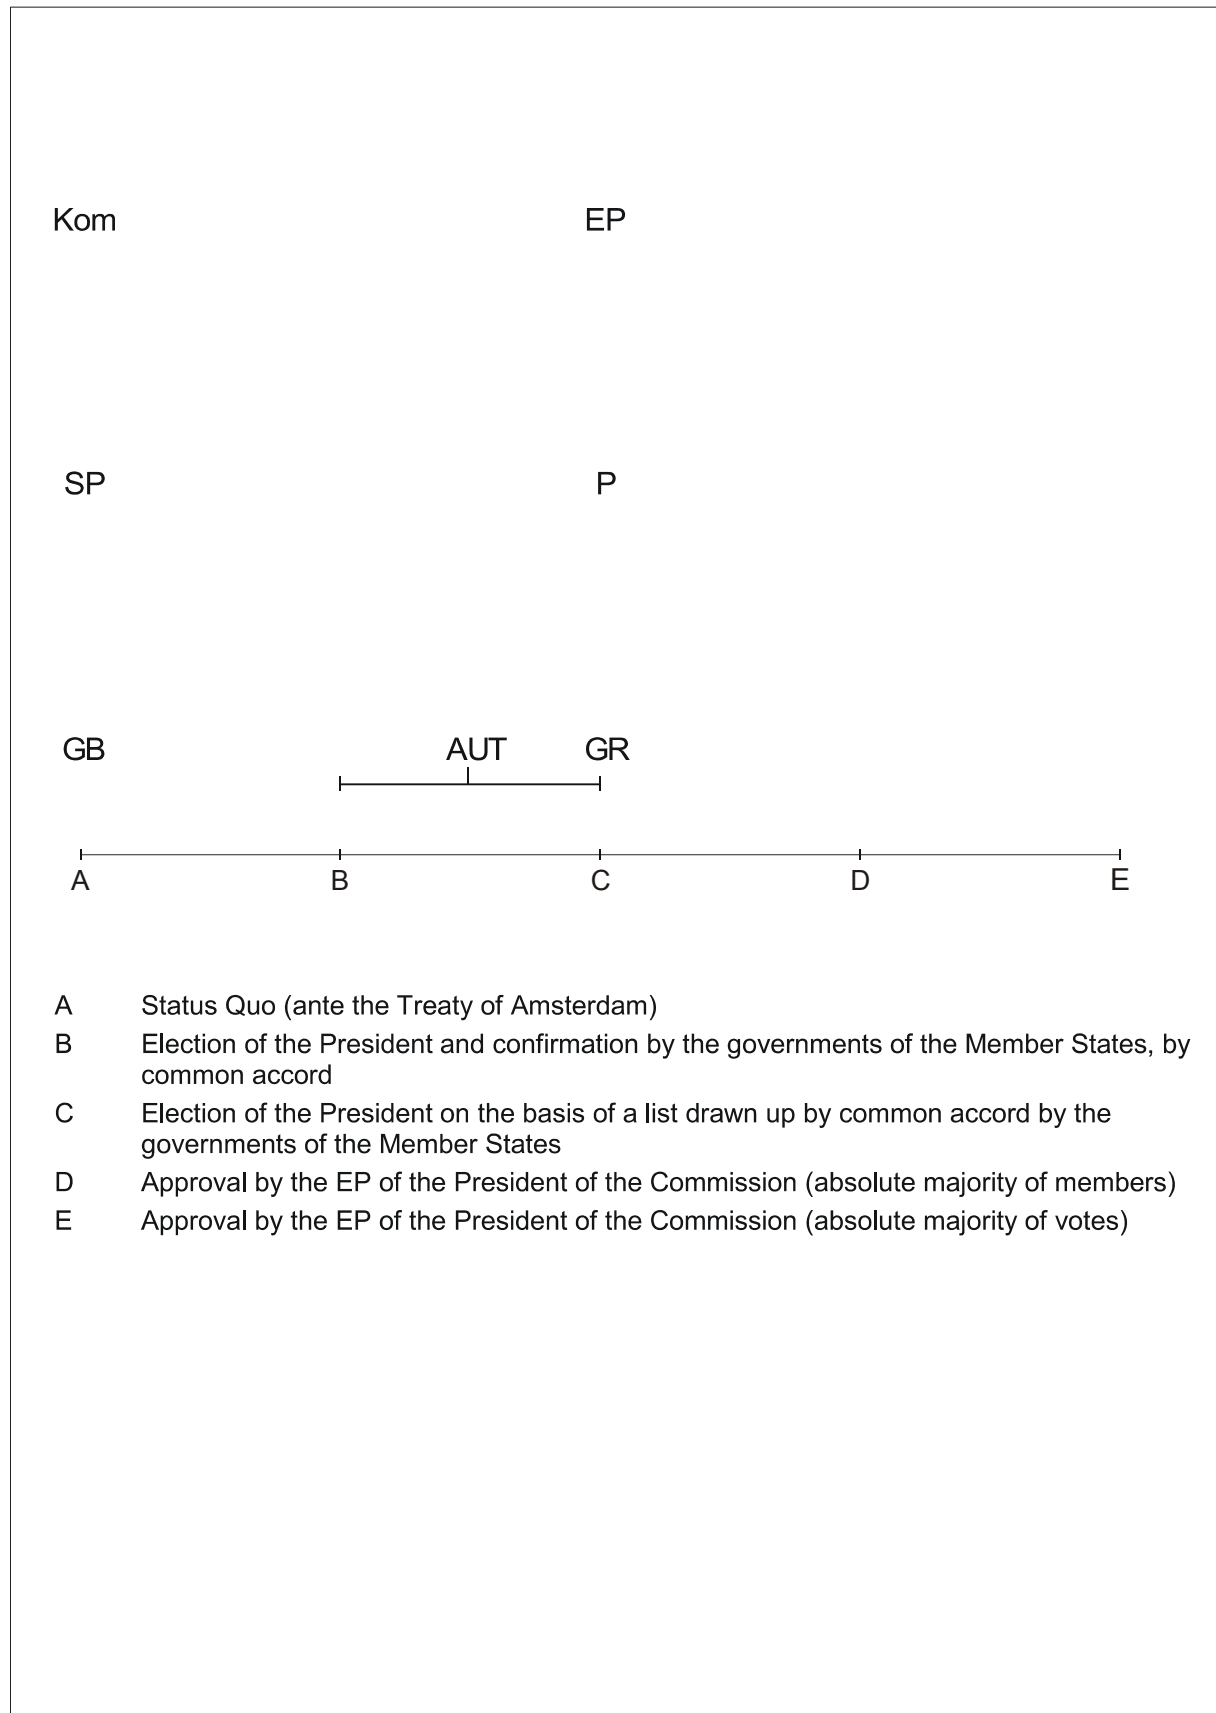 Kom EP
SP P
GB AUT GR
A B C D E
A Status Quo (ante the Treaty of Amsterdam)
B Election of the President and confirmation by the governments of the Member States, by
common accord
C Election of the President on the basis of a list drawn up by common accord by the
governments of the Member States
D Approval by the EP of the President of the Commission (absolute majority of members)
E Approval by the EP of the President of the Commission (absolute majority of votes)